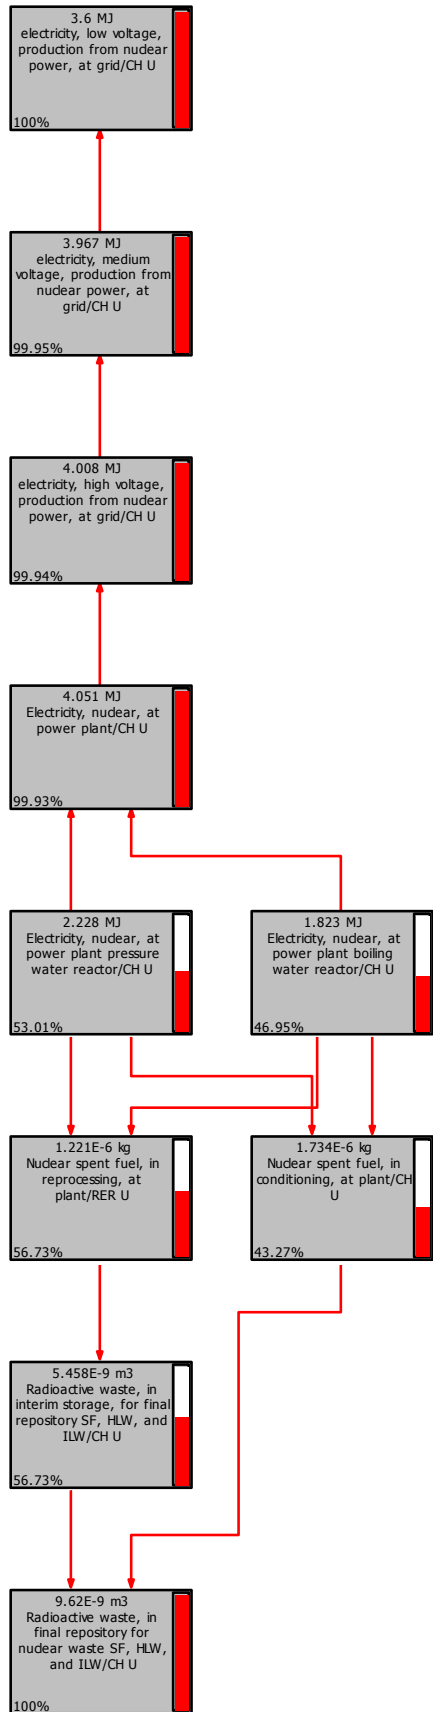 3.6 MJ
electricity, low voltage,
production from nuclear
power, at grid/CH U
100%
3.967 MJ
electricity, medium
voltage, production from
nuclear power, at
grid/CH U
99.95%
4.008 MJ
electricity, high voltage,
production from nuclear
power, at grid/CH U
99.94%
4.051 MJ
Electricity, nuclear, at
power plant/CH U
99.93%
2.228 MJ
Electricity, nuclear, at
power plant pressure
water reactor/CH U
53.01%
1.823 MJ
Electricity, nuclear, at
power plant boiling
water reactor/CH U
46.95%
1.221E-6 kg
Nuclear spent fuel, in
reprocessing, at
plant/RER U
56.73%
1.734E-6 kg
Nuclear spent fuel, in
conditioning, at plant/CH
U
43.27%
5.458E-9 m3
Radioactive waste, in
interim storage, for final
repository SF, HLW, and
ILW/CH U
56.73%
9.62E-9 m3
Radioactive waste, in
final repository for
nuclear waste SF, HLW,
and ILW/CH U
100%